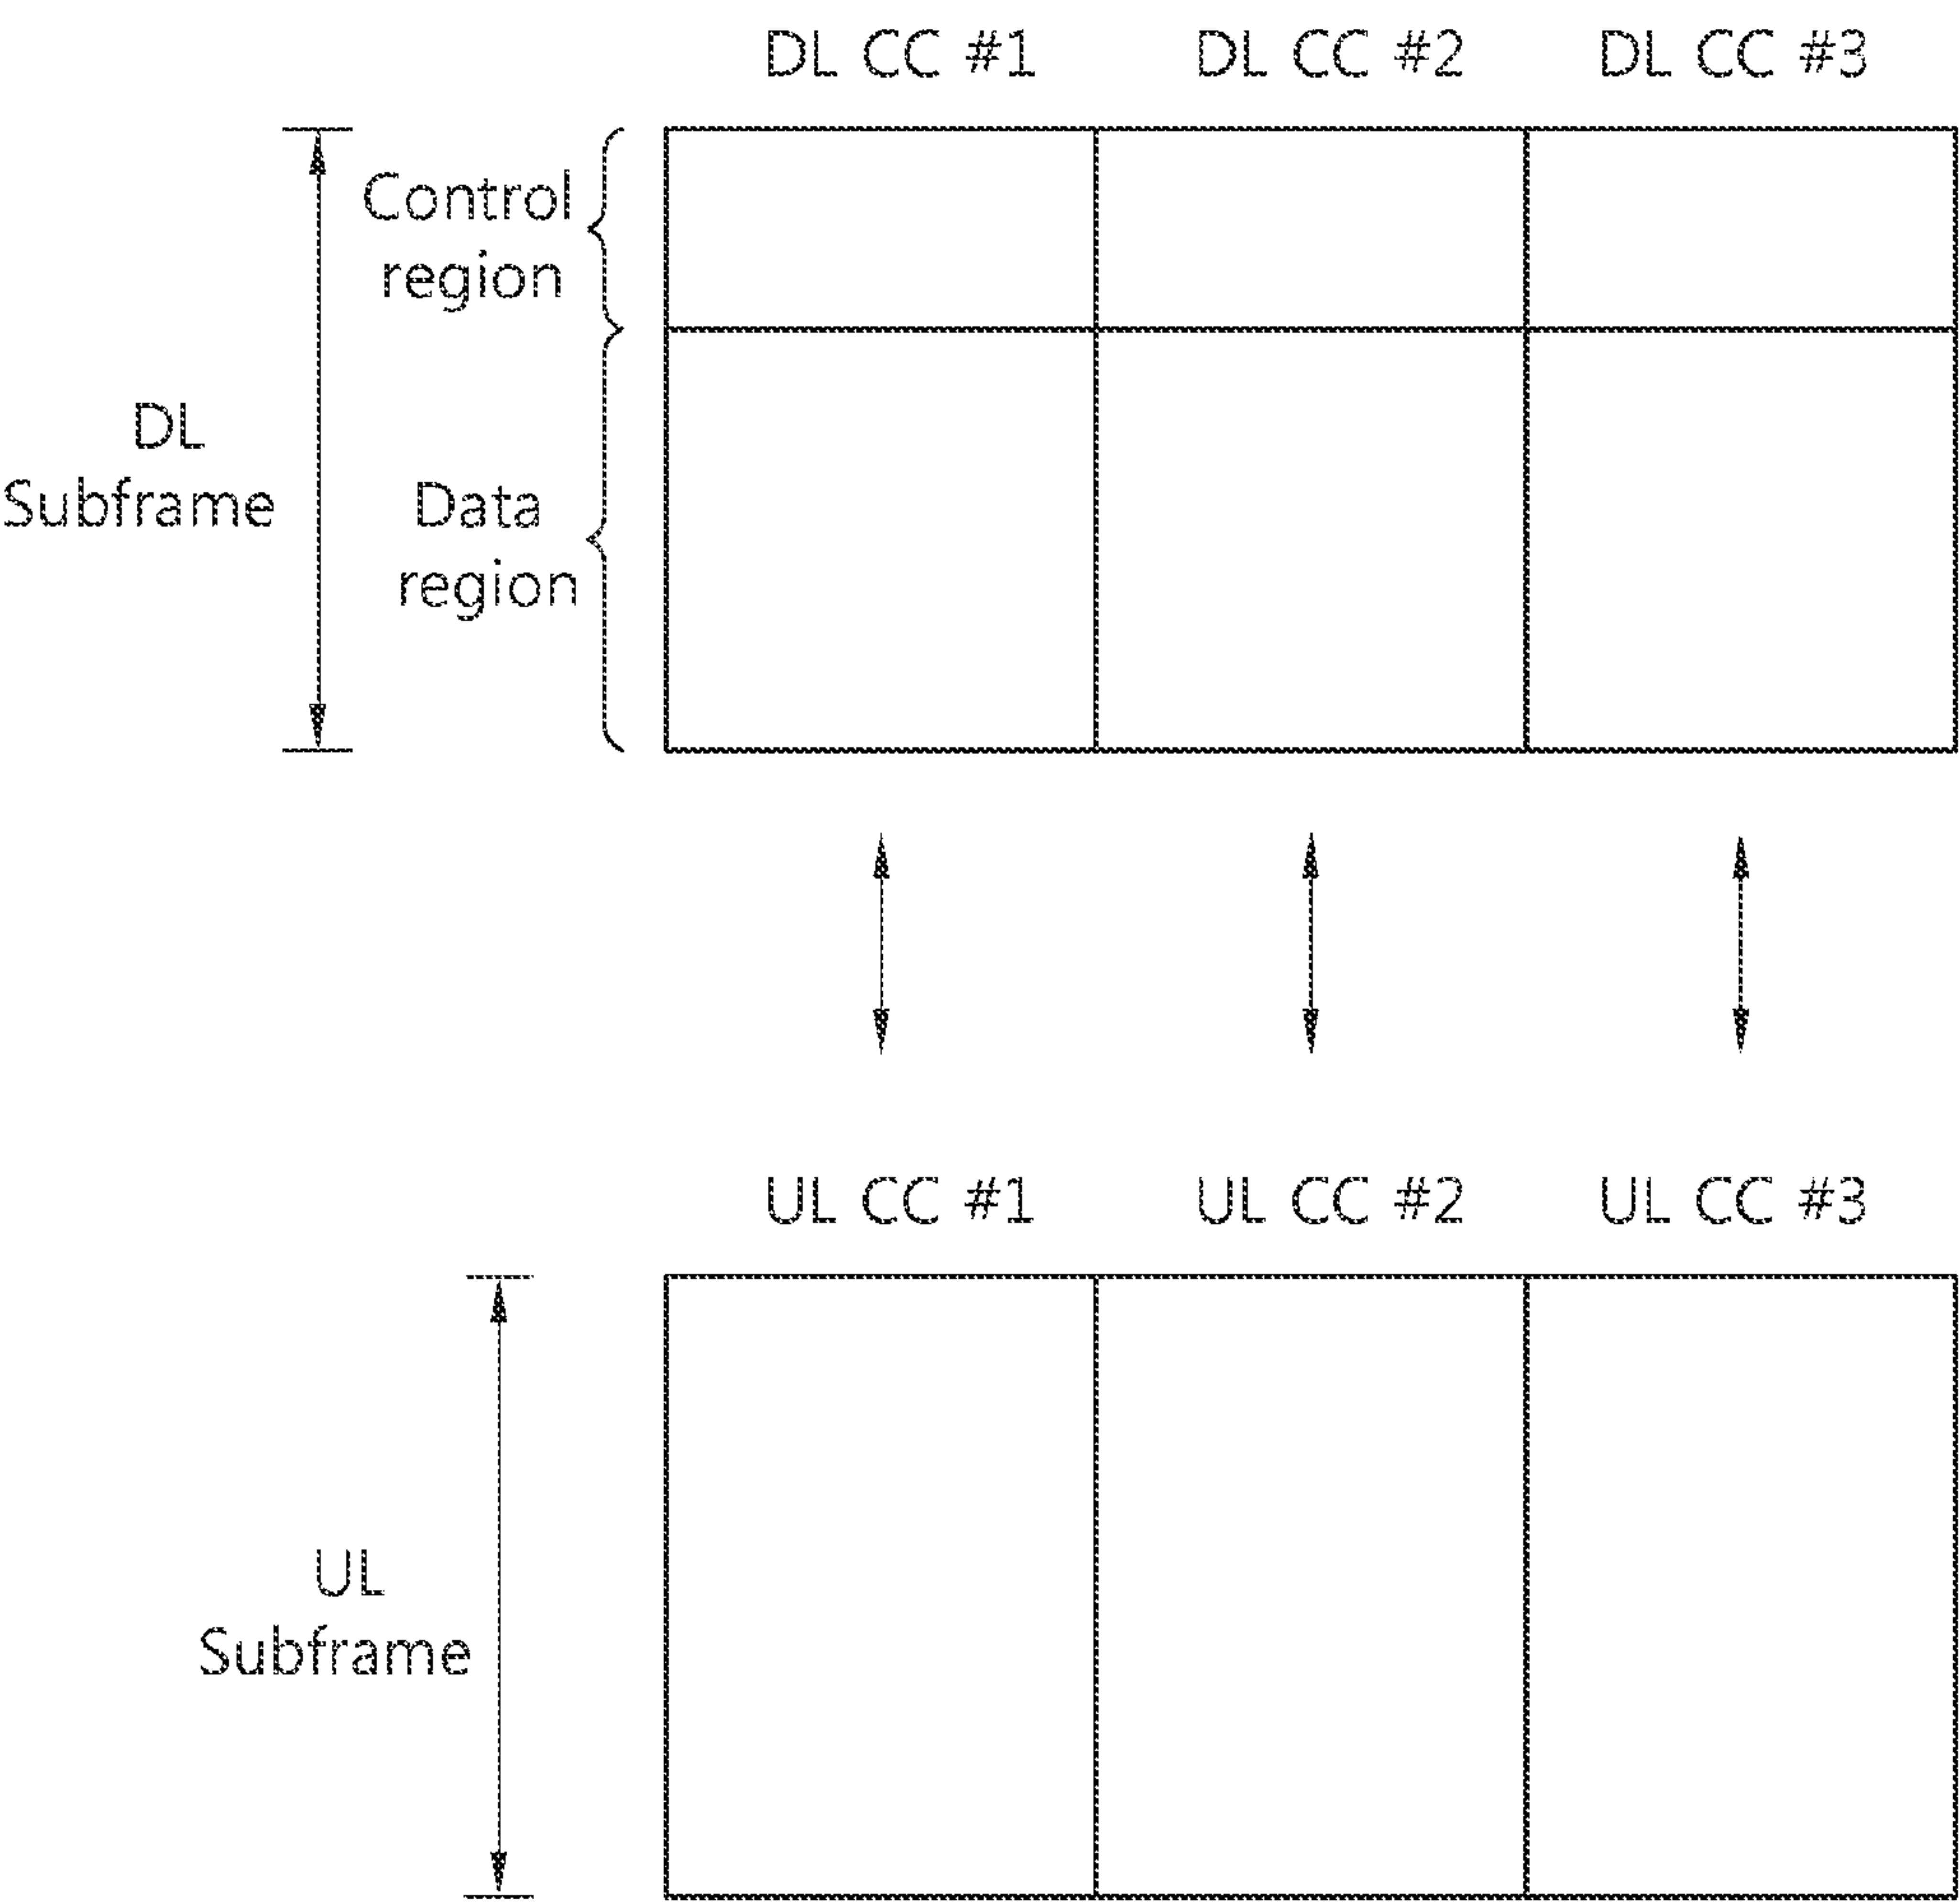 DL CC #1 DL CC #2 DL CC #3
Control
region
DL
Subframe
Data
region
UL CC #1 UL CC #2 UL CC #3
UL
Subframe